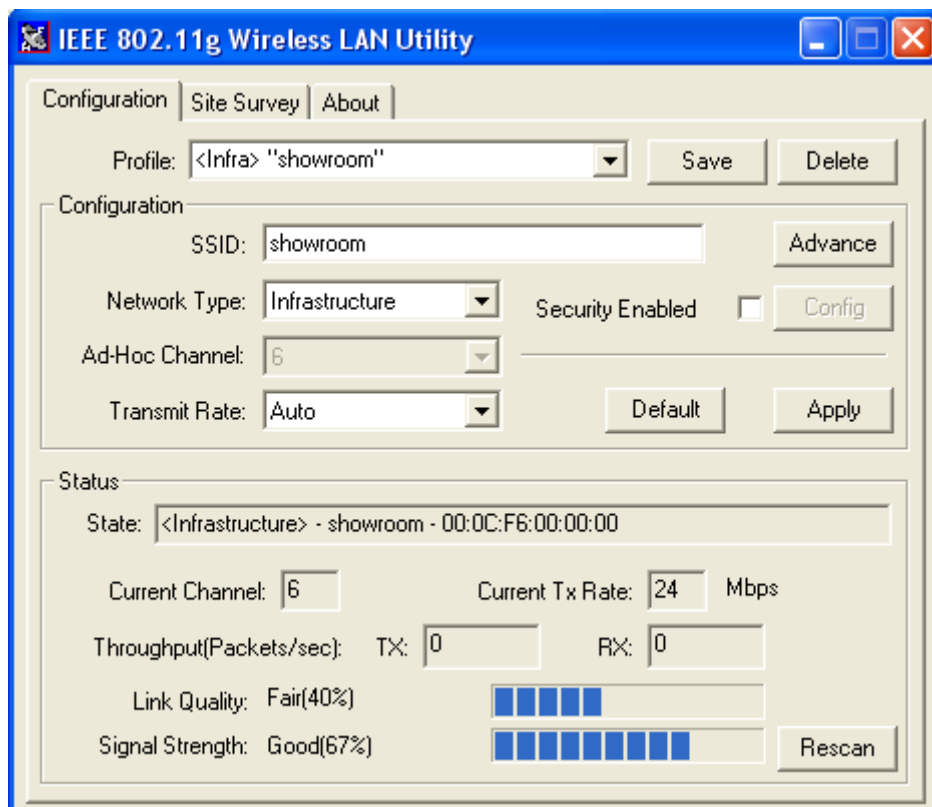 IEEE 802.11g Wireless LAN Utility
Configuration Site Survey About
Profile: <Infra> "showroom" Save Delete
Configuration
SSID: showroom Advance
Network Type: Infrastructure Security Enabled Config
Ad-Hoc Channel: 6
Transmit Rate: Auto Default Apply
Status
State: <Infrastructure> - showroom - 00:0C:F6:00:00:00
Current Channel: 6 Current Tx Rate: 24 Mbps
Throughput(Packets/sec): TX: 0 RX: 0
Link Quality: Fair(40%)
Signal Strength: Good(67%) Rescan